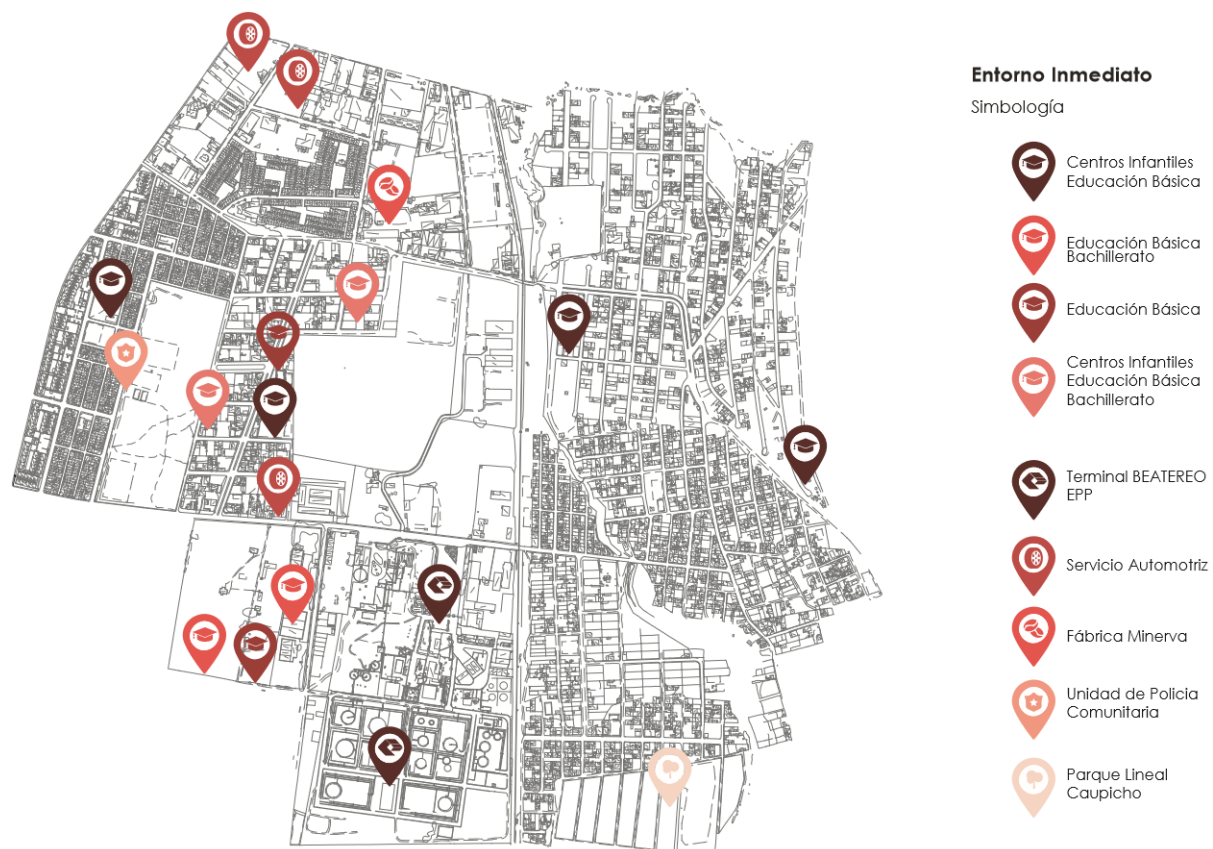 Entorno Inmediato
Simbología
Centros Infantiles
Educación Básica
Educación Básica
Bachillerato
Educación Básica
Centros Infantiles
Educación Básica
Bachillerato
Terminal BEATEREO
EPP
Servicio Automotriz
Fábrica Minerva
Unidad de Policia
Comunitaria
Parque Lineal
Caupicho